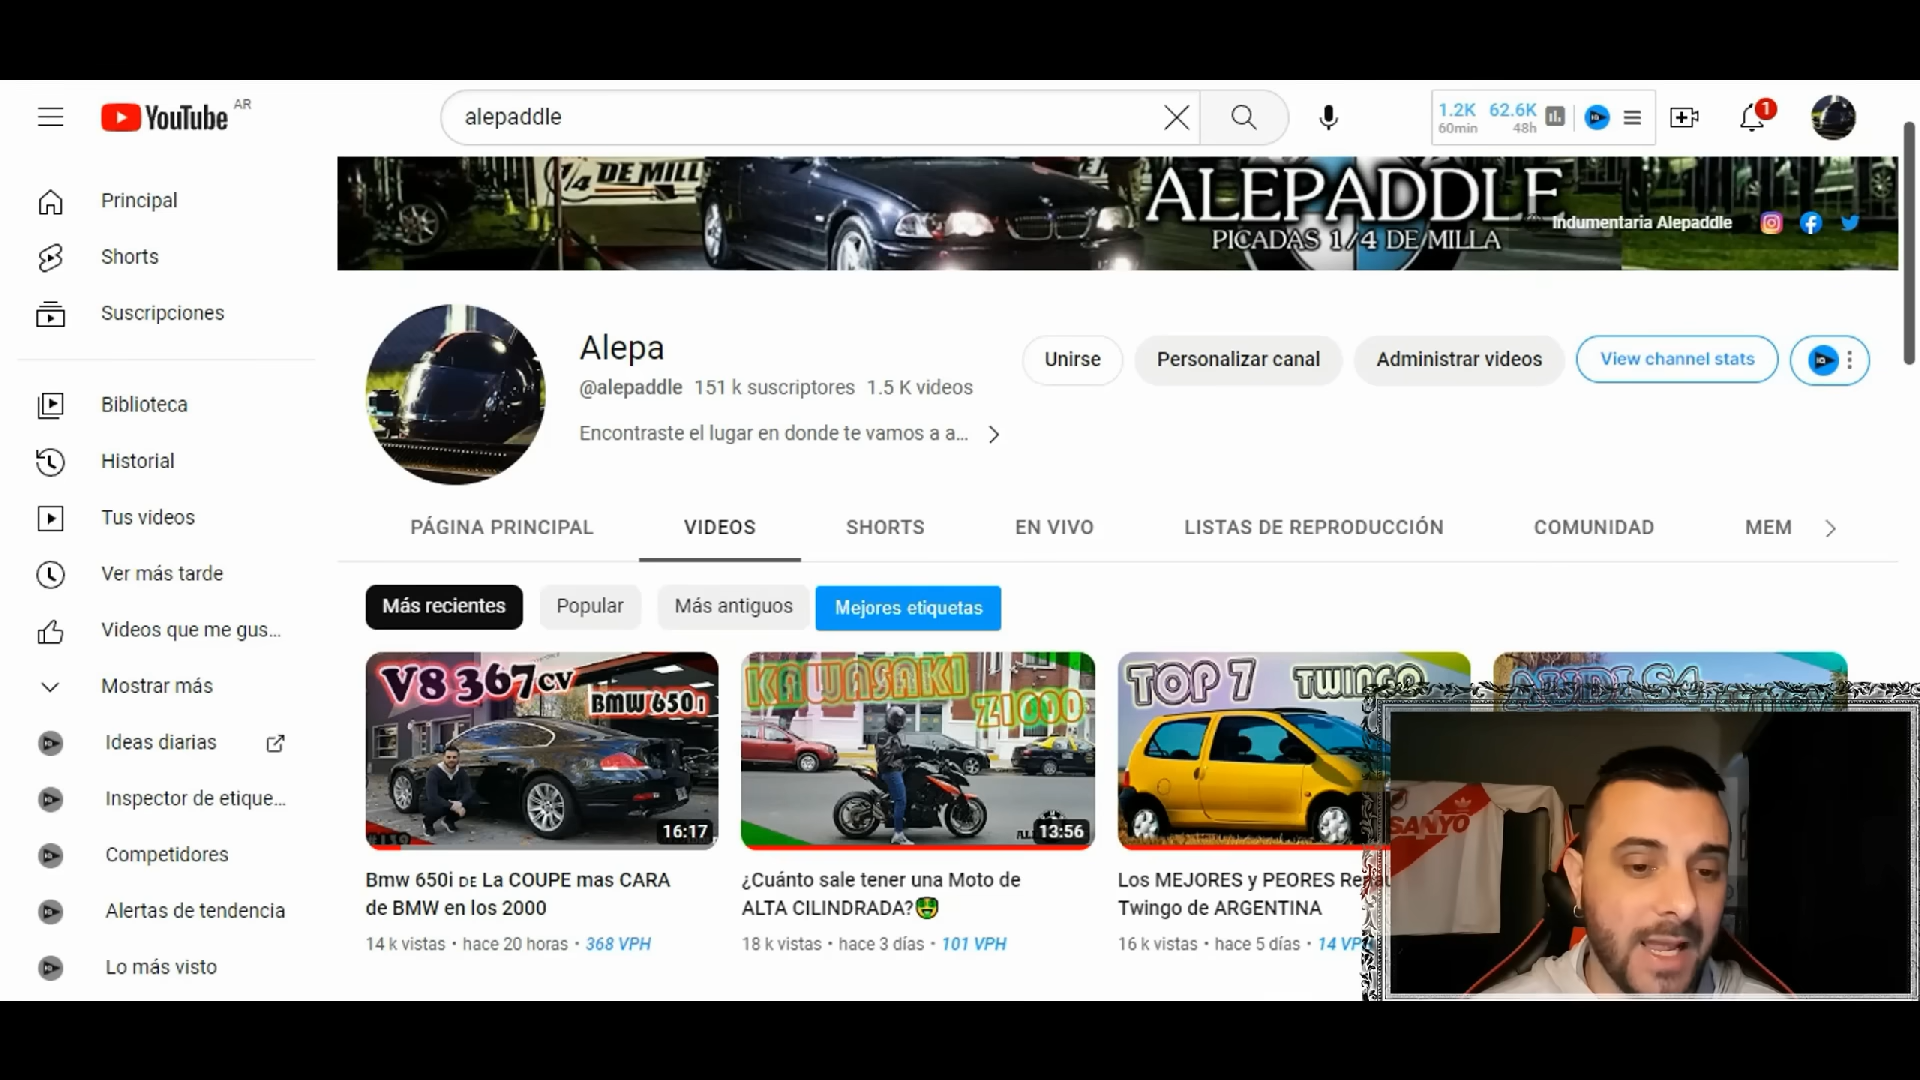 YouTube AR
alepaddle
1.2K 62.6K
60min 48h
1
Principal
Shorts
Suscripciones
Biblioteca
Historial
Tus videos
Ver más tarde
Videos que me gus...
Mostrar más
Ideas diarias
Inspector de etique...
Competidores
Alertas de tendencia
Lo más visto
1/4 DE MILL
ALEPADDLE
PICADAS 1/4 DE MILLA
Indumentaria Alepaddle
Alepa
@alepaddle 151 k suscriptores 1.5 K videos
Encontraste el lugar en donde te vamos a a...
Unirse
Personalizar canal
Administrar videos
View channel stats
PÁGINA PRINCIPAL
VIDEOS
SHORTS
EN VIVO
LISTAS DE REPRODUCCIÓN
COMUNIDAD
MEM
Más recientes
Popular
Más antiguos
Mejores etiquetas
V8 367CV
BMW 650i
16:17
Bmw 650i DE La COUPE mas CARA
de BMW en los 2000
14 k vistas • hace 20 horas • 368 VPH
KAWASAKI
Z1000
13:56
¿Cuánto sale tener una Moto de
ALTA CILINDRADA?🤑
18 k vistas • hace 3 días • 101 VPH
TOP 7 TWINGO
Los MEJORES y PEORES
Twingo de ARGENTINA
16 k vistas • hace 5 días • 14
SANYO